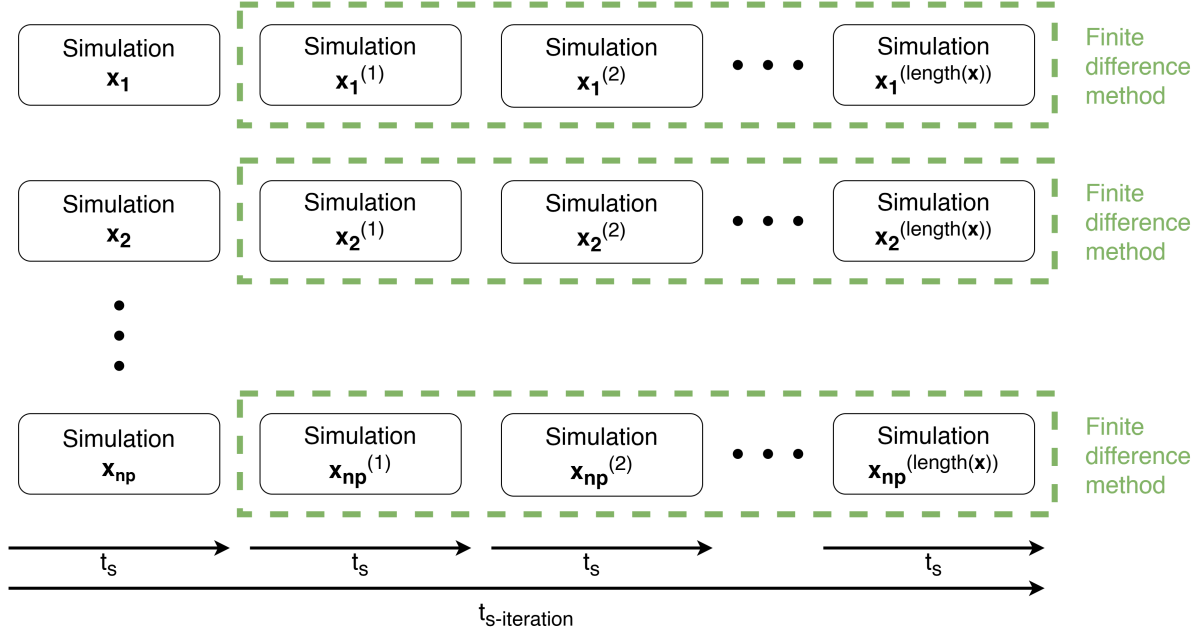 Simulation
x₁
Simulation
x₁⁽¹⁾
Simulation
x₁⁽²⁾
Simulation
x₁^(length(x))
Finite
difference
method
Simulation
x₂
Simulation
x₂⁽¹⁾
Simulation
x₂⁽²⁾
Simulation
x₂^(length(x))
Finite
difference
method
Simulation
xnp
Simulation
xnp⁽¹⁾
Simulation
xnp⁽²⁾
Simulation
xnp^(length(x))
Finite
difference
method
ts
ts
ts
ts
ts-iteration